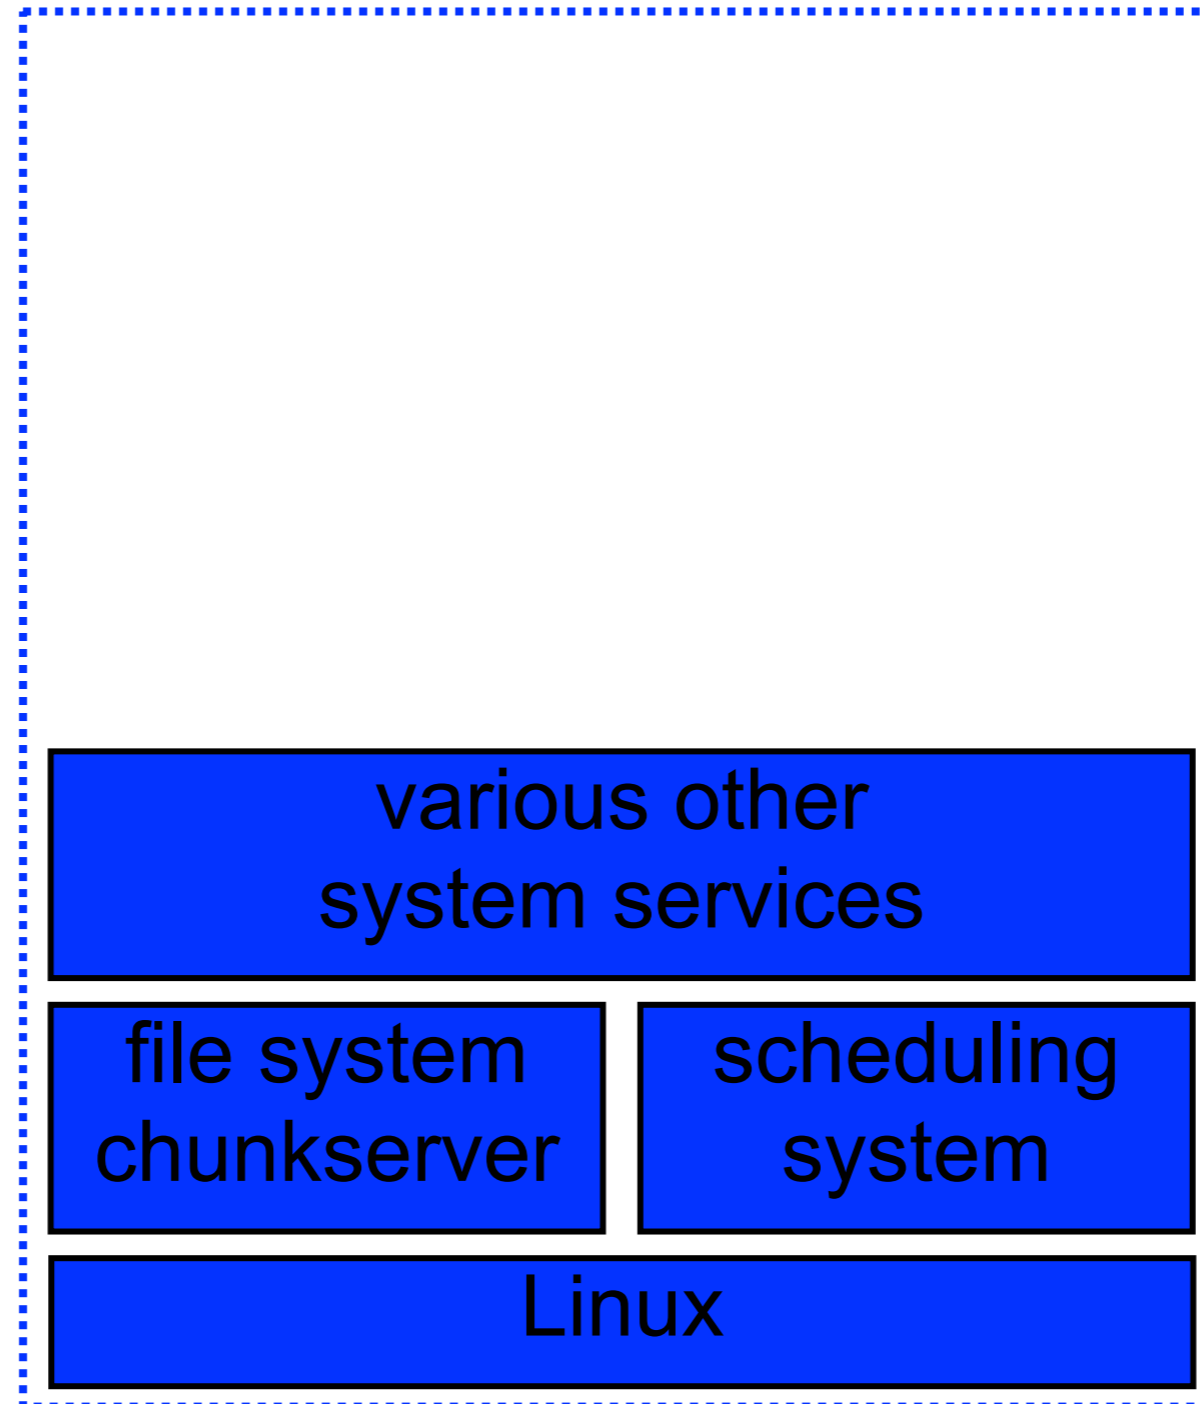 various other
system services
file system
chunkserver
scheduling
system
Linux